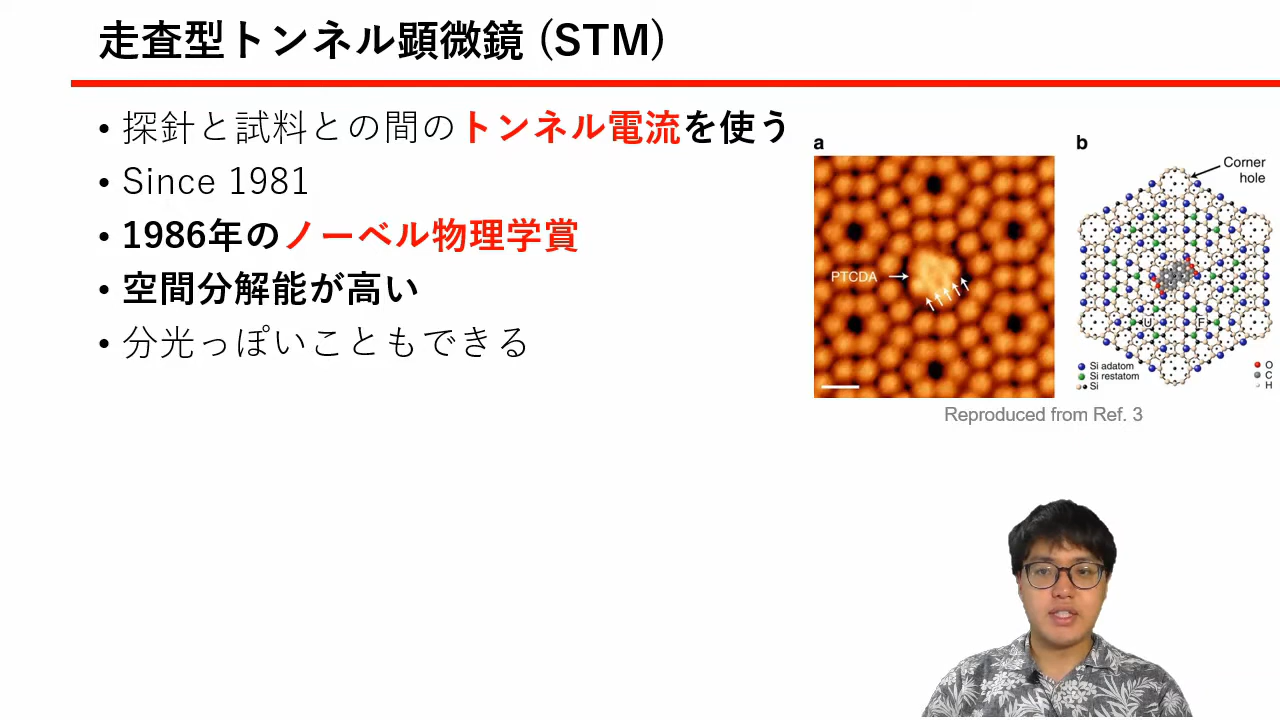 走査型トンネル顕微鏡 (STM)
• 探針と試料との間のトンネル電流を使う
• Since 1981
• 1986年のノーベル物理学賞
• 空間分解能が高い
• 分光っぽいこともできる
a
PTCDA
b
Corner
hole
U
F
Si adatom
Si restatom
Si
O
C
H
Reproduced from Ref. 3